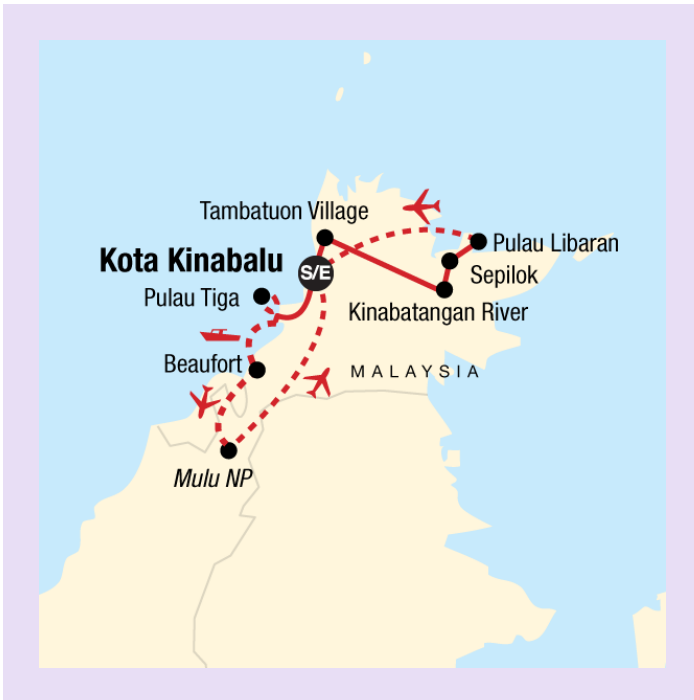 Tambatuon Village
Pulau Libaran
Kota Kinabalu
S/E
Sepilok
Pulau Tiga
Kinabatangan River
Beaufort
MALAYSIA
Mulu NP